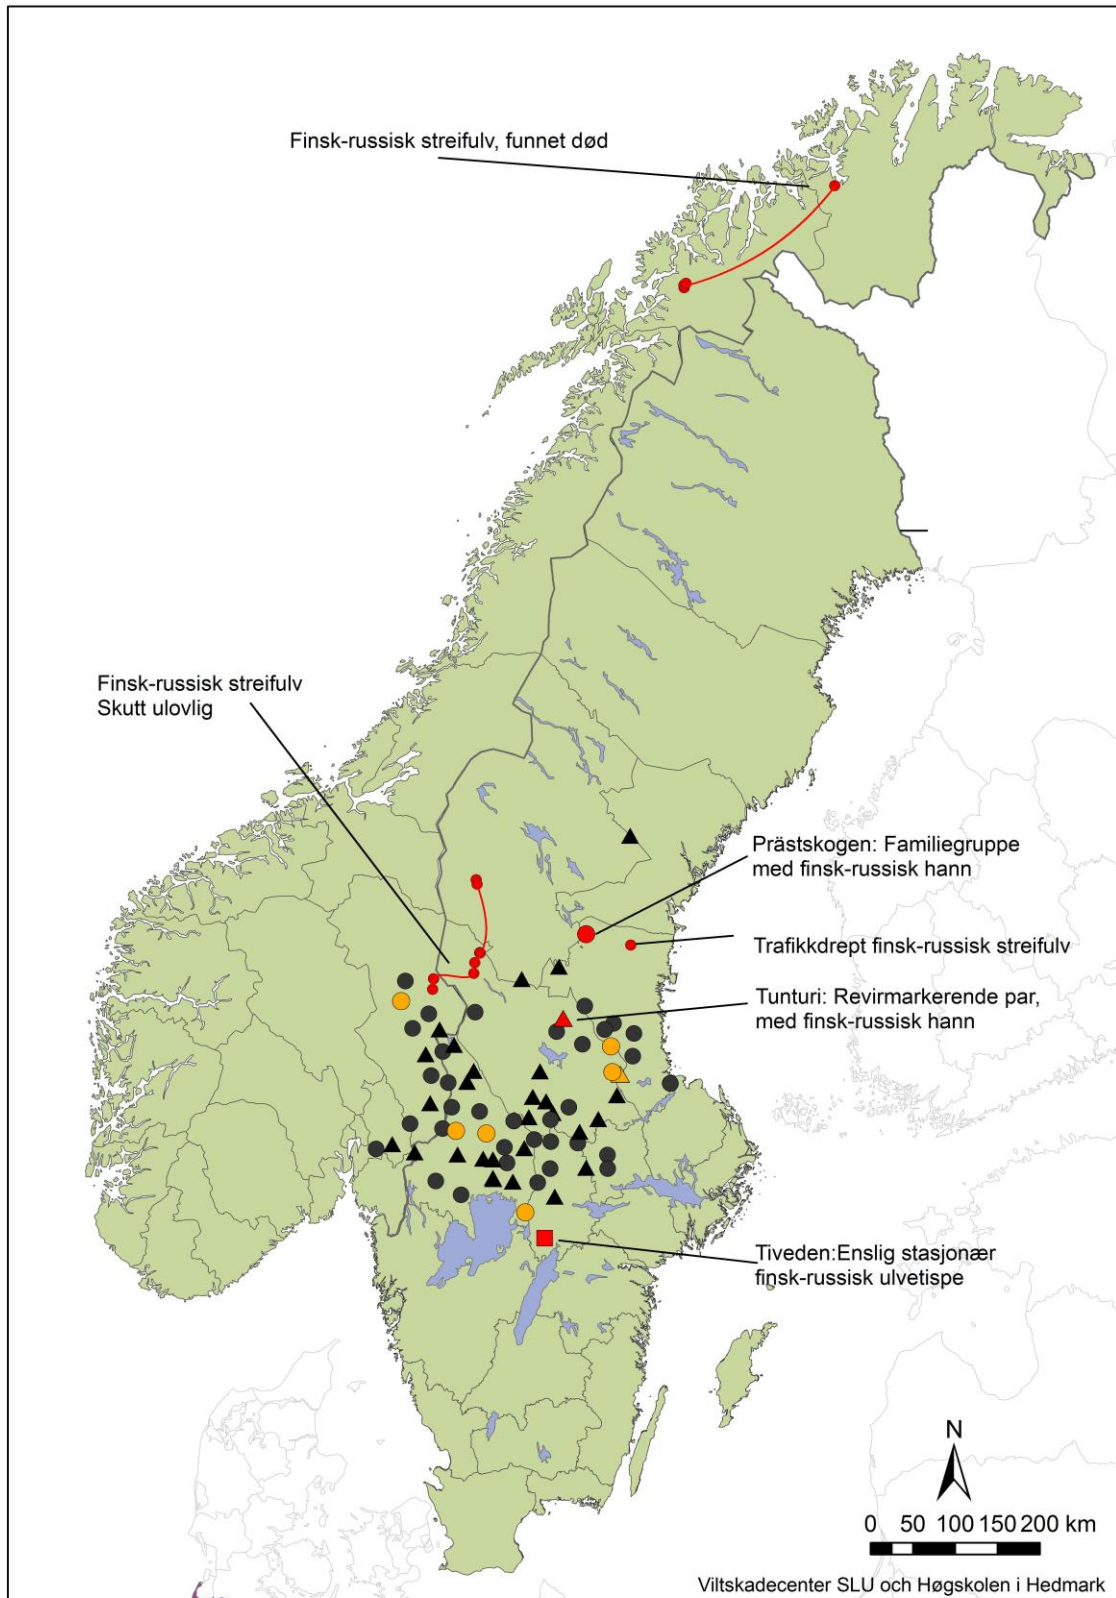 Finsk-russisk streifulv, funnet død
Finsk-russisk streifulv
Skutt ulovlig
Prästskogen: Familiegruppe
med finsk-russisk hann
Trafikkdrept finsk-russisk streifulv
Tunturi: Revirmarkerende par,
med finsk-russisk hann
Tiveden:Enslig stasjonær
finsk-russisk ulvetispe
N
0 50 100 150 200 km
Viltskadecenter SLU och Høgskolen i Hedmark